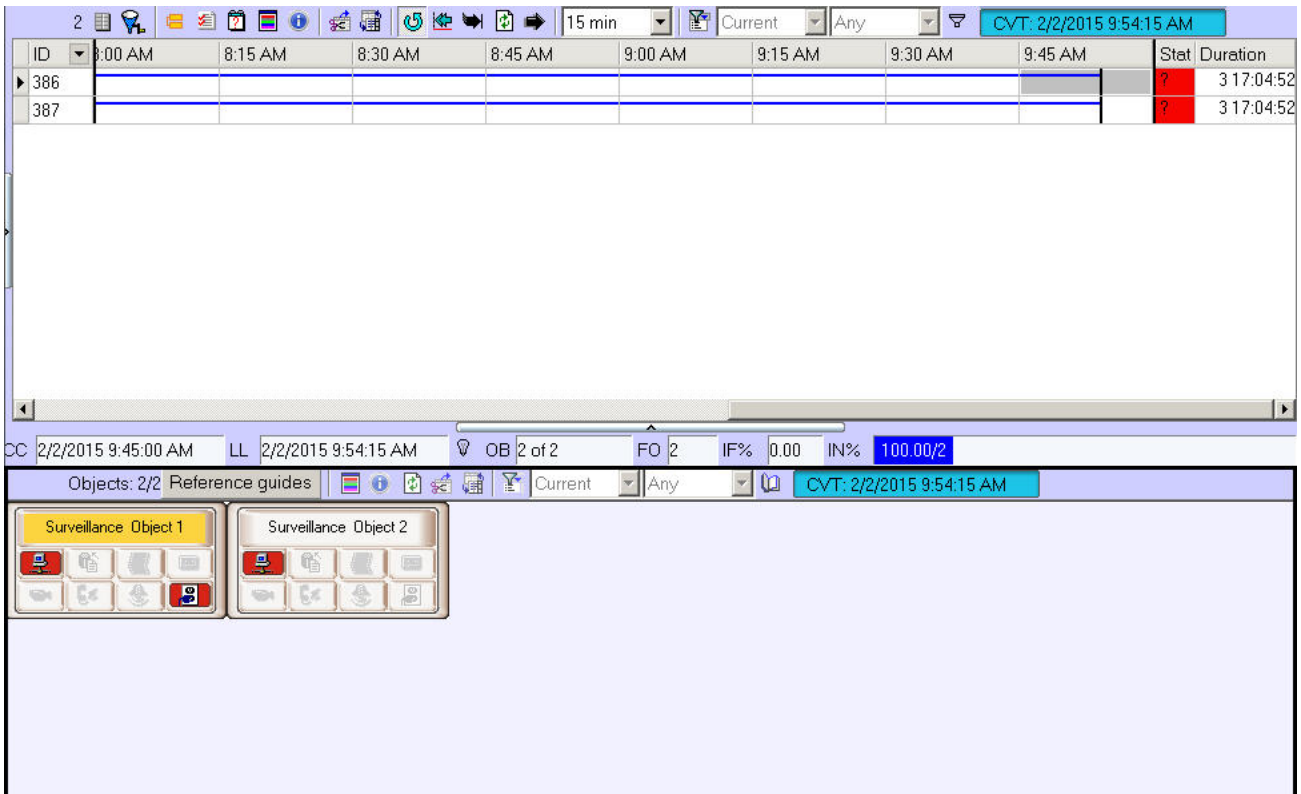 2 15 min Current Any CVT: 2/2/2015 9:54:15 AM
ID 8:00 AM 8:15 AM 8:30 AM 8:45 AM 9:00 AM 9:15 AM 9:30 AM 9:45 AM Stat Duration
386 ? 3 17:04:52
387 ? 3 17:04:52
CC 2/2/2015 9:45:00 AM LL 2/2/2015 9:54:15 AM OB 2 of 2 FO 2 IF% 0.00 IN% 100.00/2
Objects: 2/2 Reference guides Current Any CVT: 2/2/2015 9:54:15 AM
Surveillance Object 1 Surveillance Object 2